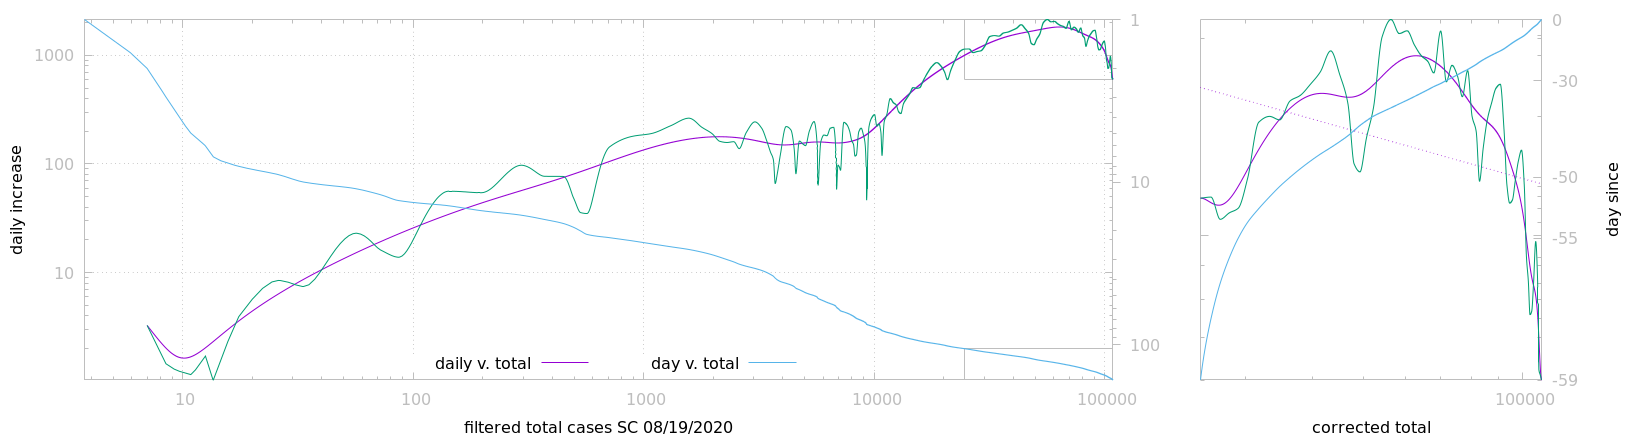 1000
100
10
daily increase
10
100
1000
10000
100000
1
10
100
daily v. total
day v. total
filtered total cases SC 08/19/2020
0
-30
-50
-55
-59
day since
100000
corrected total